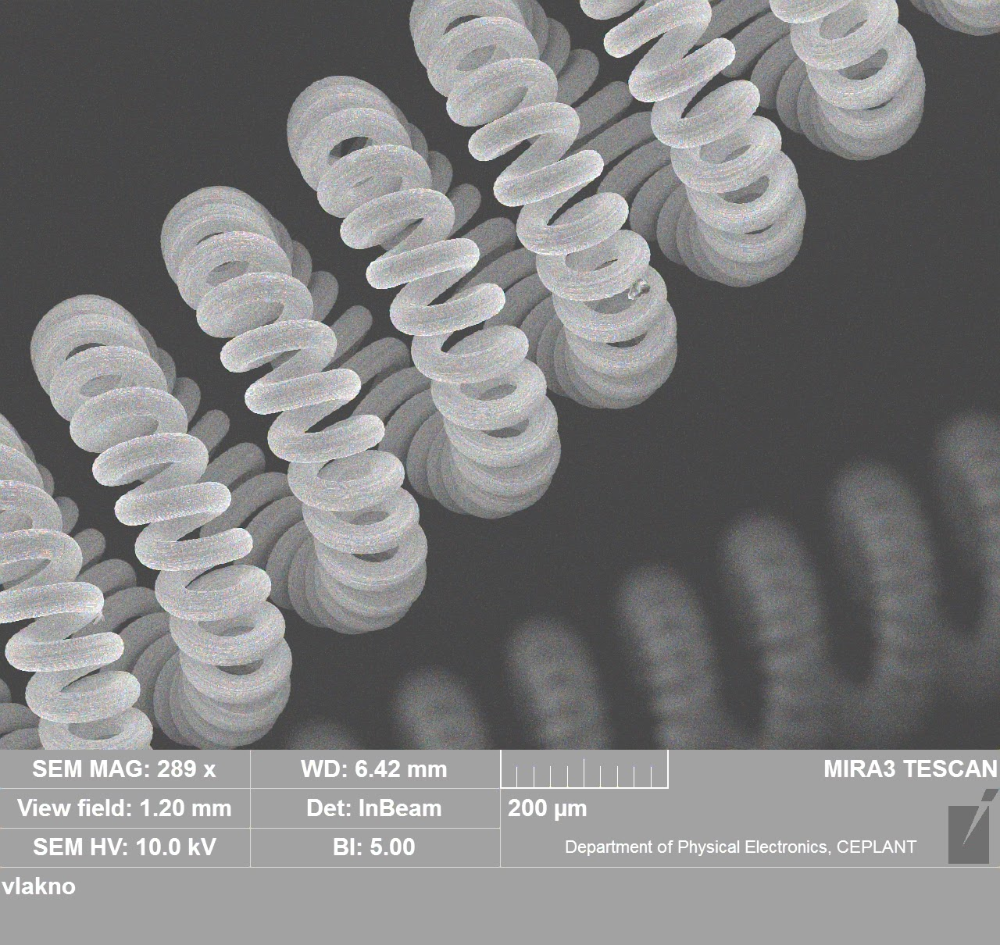 SEM MAG: 289 x
WD: 6.42 mm
MIRA3 TESCAN
View field: 1.20 mm
Det: InBeam
200 µm
SEM HV: 10.0 kV
BI: 5.00
Department of Physical Electronics, CEPLANT
vlakno